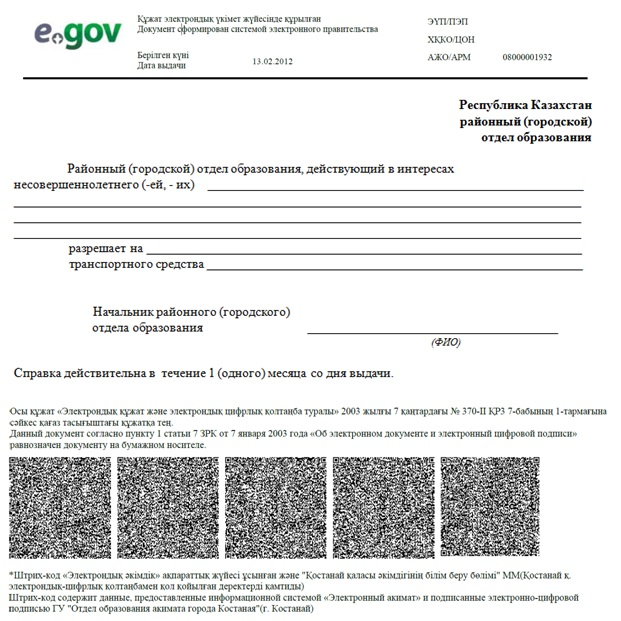 e.gov
Құжат электрондық үкімет жүйесінде құрылған
Документ сформирован системой электронного правительства
Берілген күні
Дата выдачи
13.02.2012
ЭҮП/ПЭП
ХҚКО/ЦОН
АЖО/АРМ 08000001932
Республика Казахстан
районный (городской)
отдел образования
Районный (городской) отдел образования, действующий в интересах
несовершеннолетнего (-ей, - их)
разрешает на
транспортного средства
Начальник районного (городского)
отдела образования
(ФИО)
Справка действительна в течение 1 (одного) месяца со дня выдачи.
Осы құжат «Электрондық құжат және электрондық цифрлық қолтаңба туралы» 2003 жылғы 7 қаңтардағы № 370-II ҚРЗ 7-бабының 1-тармағына
сәйкес қағаз тасығыштағы құжатқа тең.
Данный документ согласно пункту 1 статьи 7 ЗРК от 7 января 2003 года «Об электронном документе и электронный цифровой подписи»
равнозначен документу на бумажном носителе.
*Штрих-код «Электрондық әкімдік» ақпараттық жүйесі ұсынған және "Қостанай қаласы әкімдігінің білім беру бөлімі" ММ(Қостанай қ.
электрондық-цифрлық қолтаңбамен қол қойылған деректерді қамтиды)
Штрих-код содержит данные, предоставленные информационной системой «Электронный акимат» и подписанные электронно-цифровой
подписью ГУ "Отдел образования акимата города Костаная"(г. Костанай)